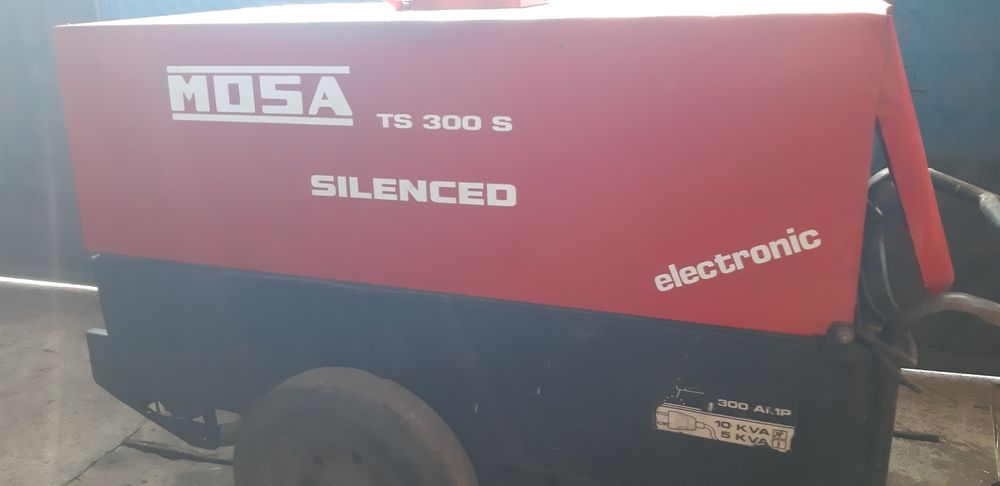 MOSA
TS 300 S
SILENCED
electronic
300 AMP
10 KVA
5 KVA